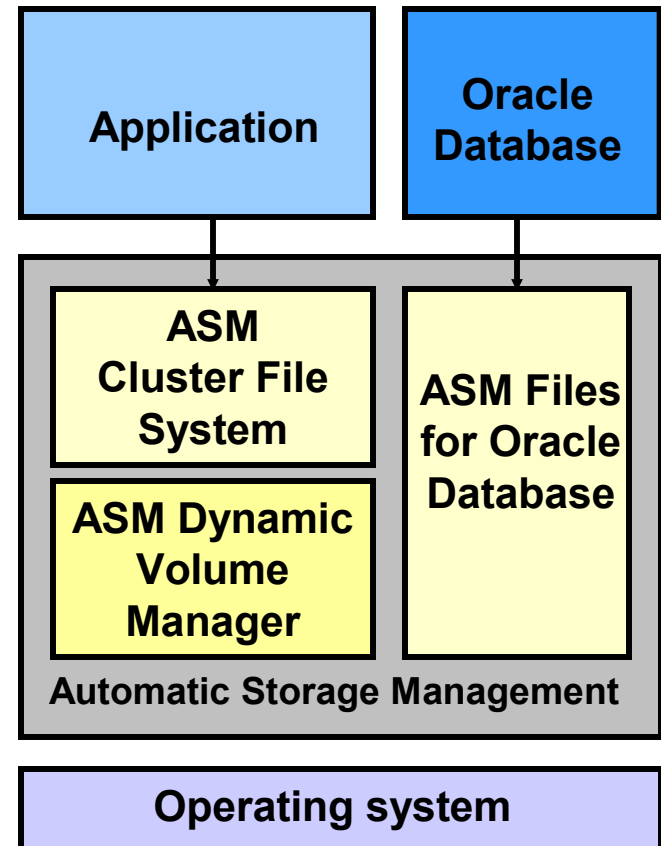 Application
Oracle
Database
ASM
Cluster File
System
ASM Dynamic
Volume
Manager
ASM Files
for Oracle
Database
Automatic Storage Management
Operating system